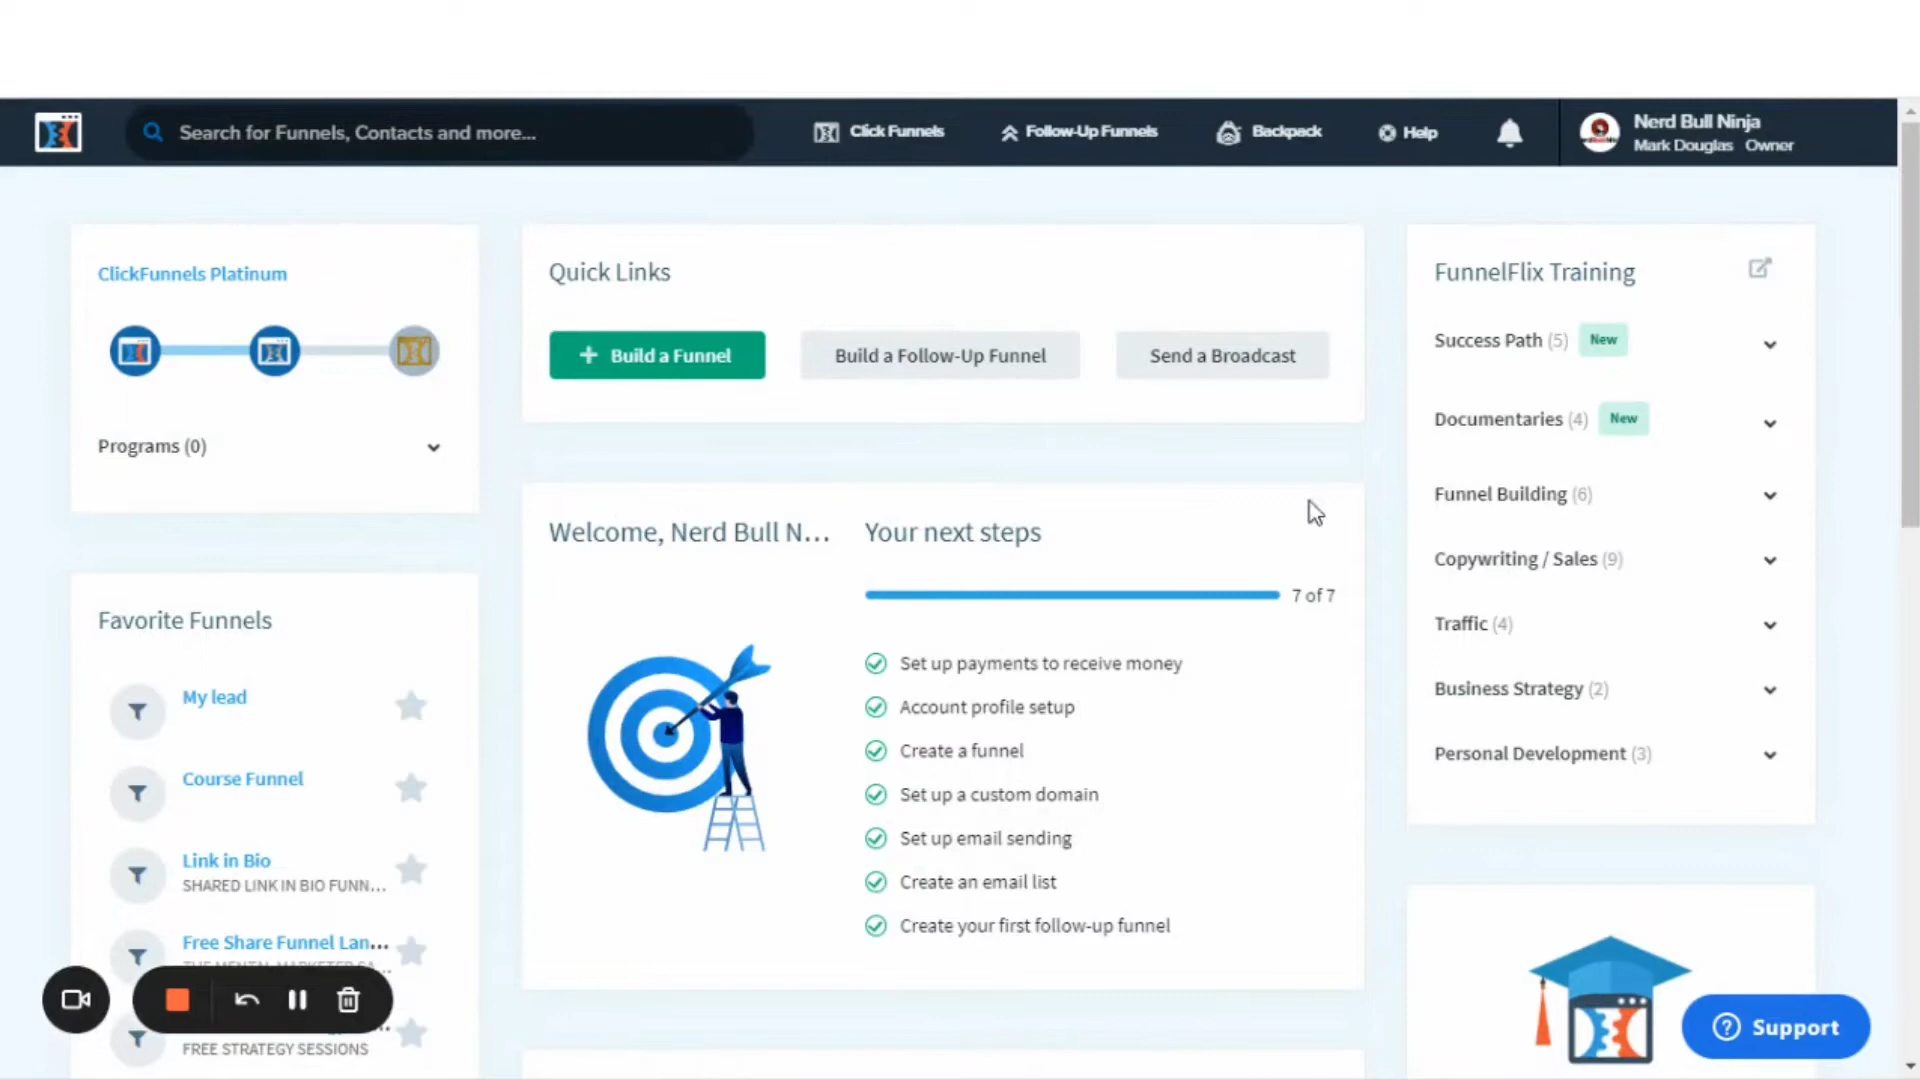 Search for Funnels, Contacts and more...
Click Funnels
Follow-Up Funnels
Backpack
Help
Nerd Bull Ninja
Mark Douglas Owner
ClickFunnels Platinum
Programs (0)
Favorite Funnels
My lead
Course Funnel
Link in Bio
SHARED LINK IN BIO FUNN...
Free Share Funnel Lan...
FREE STRATEGY SESSIONS
Quick Links
+ Build a Funnel
Build a Follow-Up Funnel
Send a Broadcast
Welcome, Nerd Bull N...
Your next steps
7 of 7
Set up payments to receive money
Account profile setup
Create a funnel
Set up a custom domain
Set up email sending
Create an email list
Create your first follow-up funnel
FunnelFlix Training
Success Path (5) New
Documentaries (4) New
Funnel Building (6)
Copywriting / Sales (9)
Traffic (4)
Business Strategy (2)
Personal Development (3)
Support